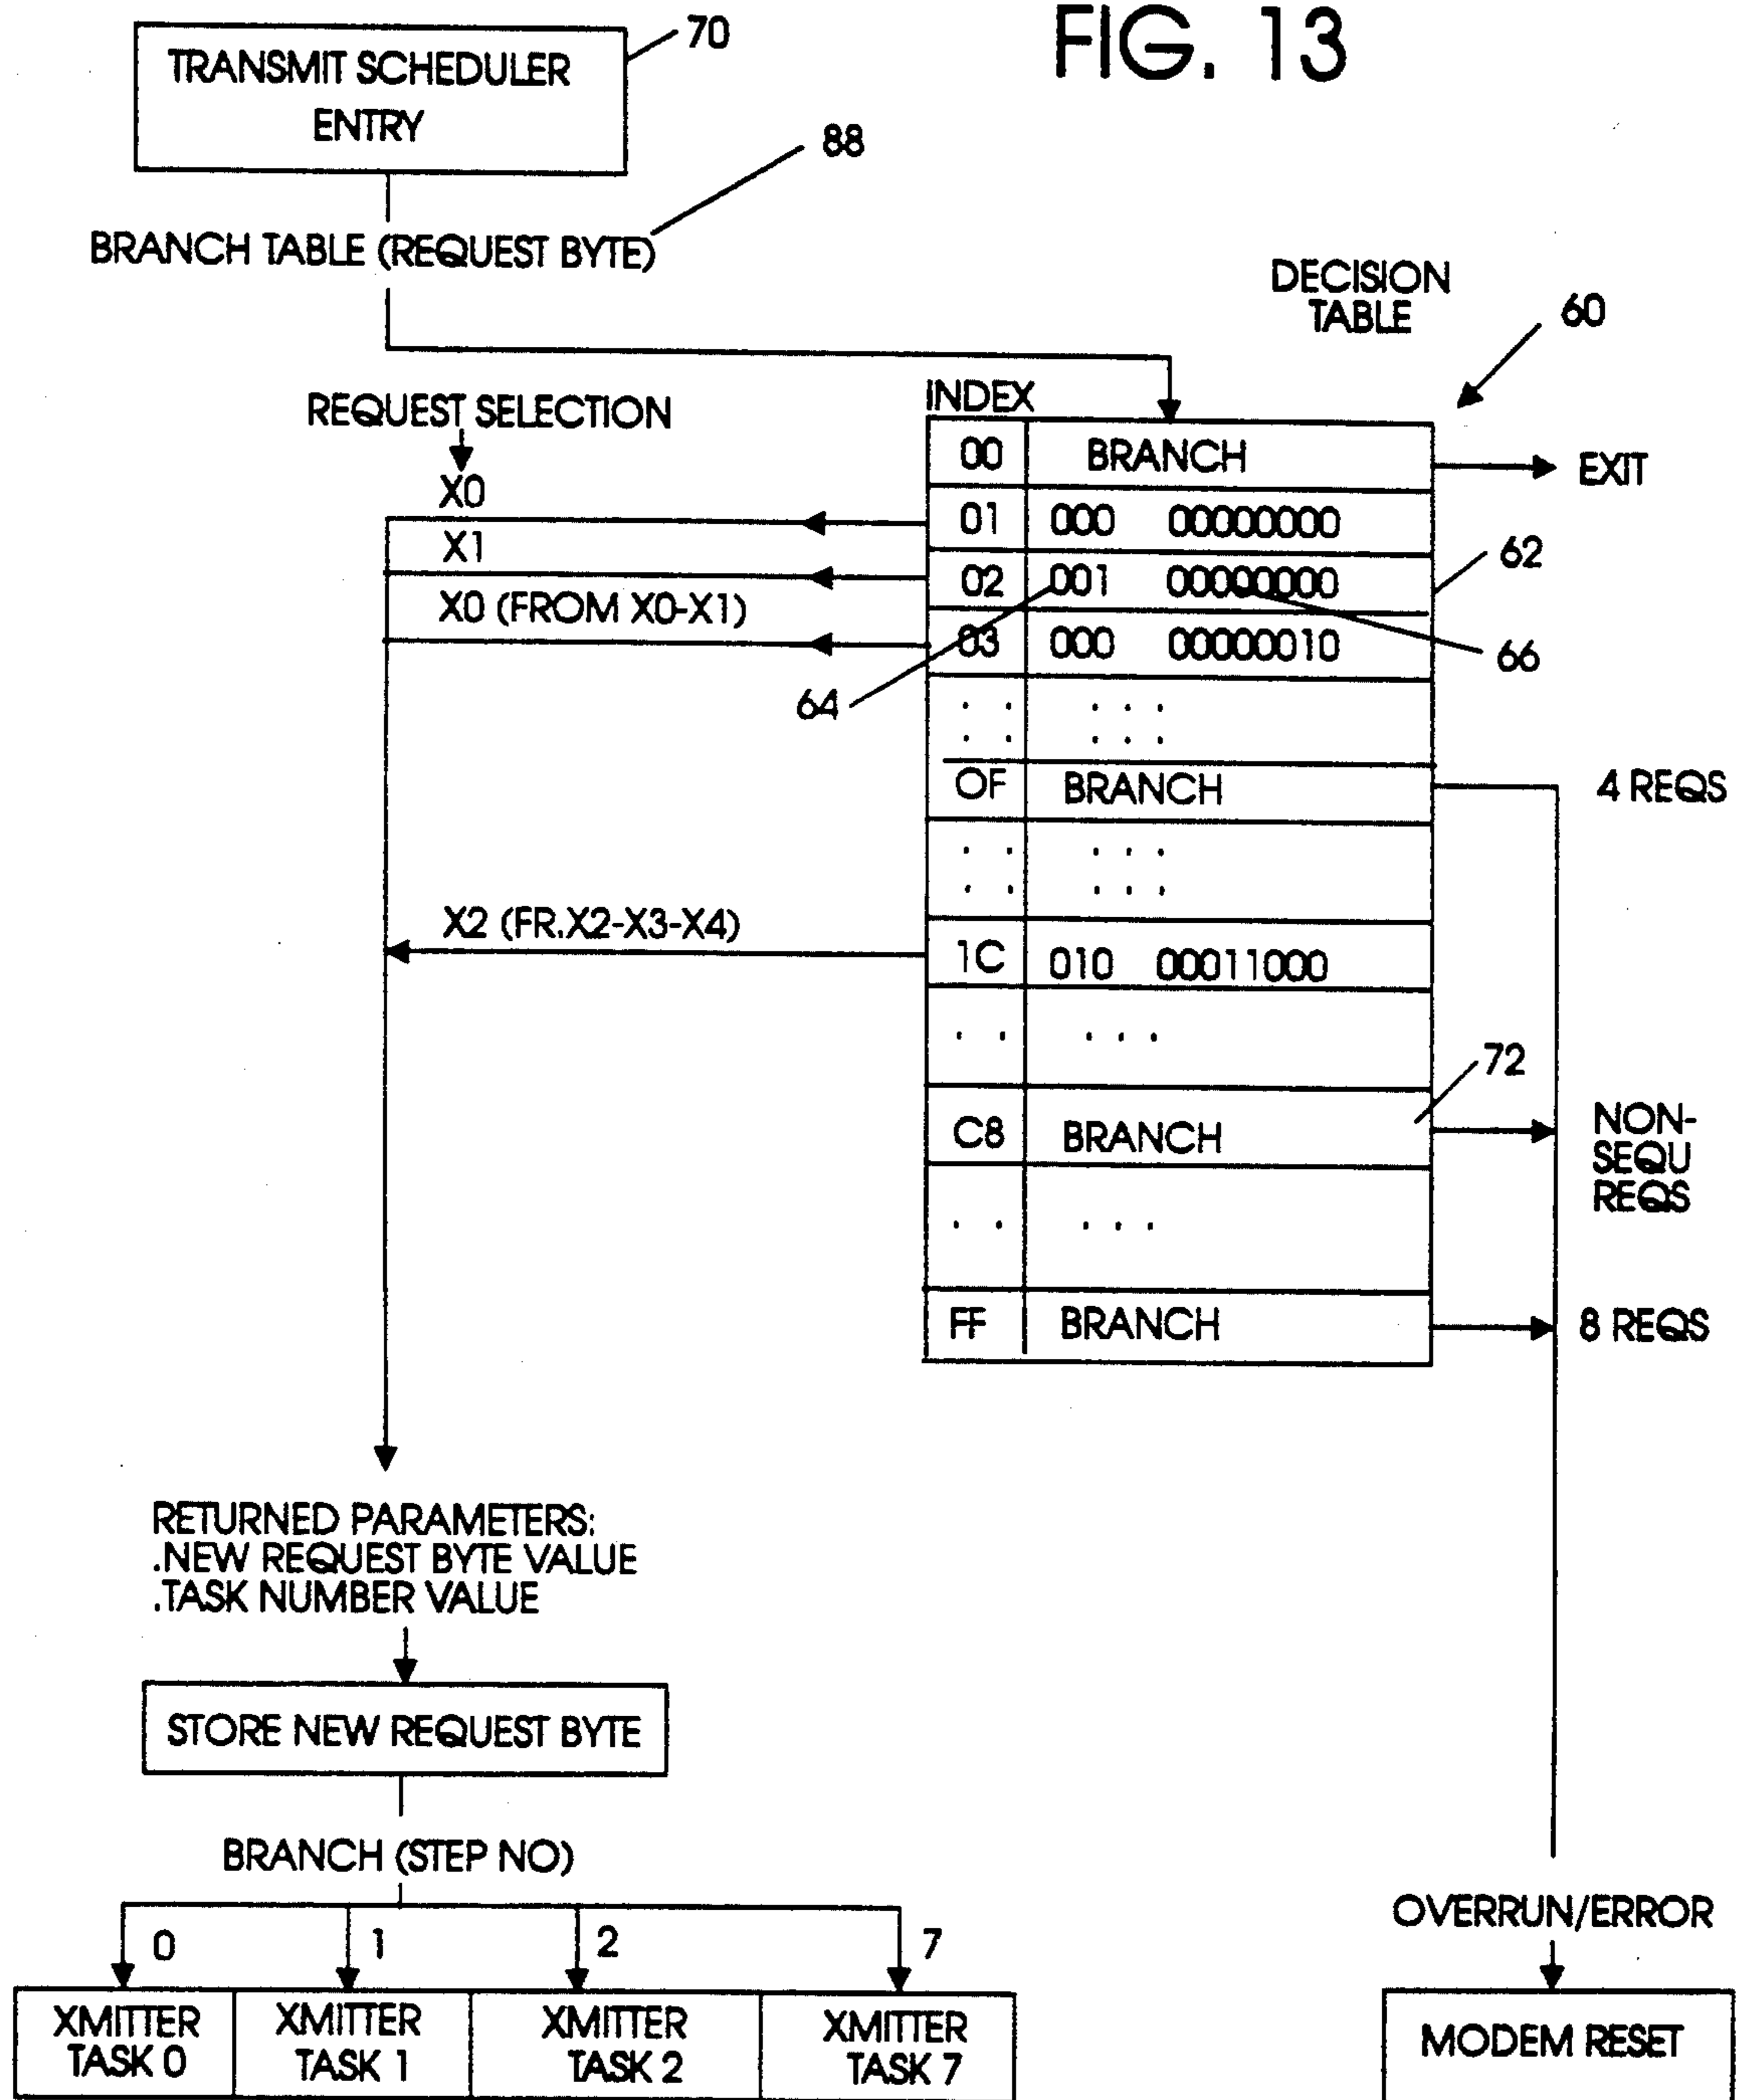 FIG. 13
70
TRANSMIT SCHEDULER
ENTRY
88
BRANCH TABLE (REQUEST BYTE)
DECISION
TABLE
60
REQUEST SELECTION
INDEX
00 BRANCH
EXIT
X0
01 000 00000000
X1
02 001 00000000
62
X0 (FROM X0-X1)
03 000 00000010
66
64
. . . . .
. . . . .
OF BRANCH
4 REQS
. . . . .
. . . . .
X2 (FR.X2-X3-X4)
1C 010 00011000
. . . . .
72
C8 BRANCH
NON-
SEQU
REQS
. . . . .
FF BRANCH
8 REQS
RETURNED PARAMETERS:
.NEW REQUEST BYTE VALUE
.TASK NUMBER VALUE
STORE NEW REQUEST BYTE
BRANCH (STEP NO)
0 1 2 7
XMITTER
TASK 0
XMITTER
TASK 1
XMITTER
TASK 2
XMITTER
TASK 7
OVERRUN/ERROR
MODEM RESET